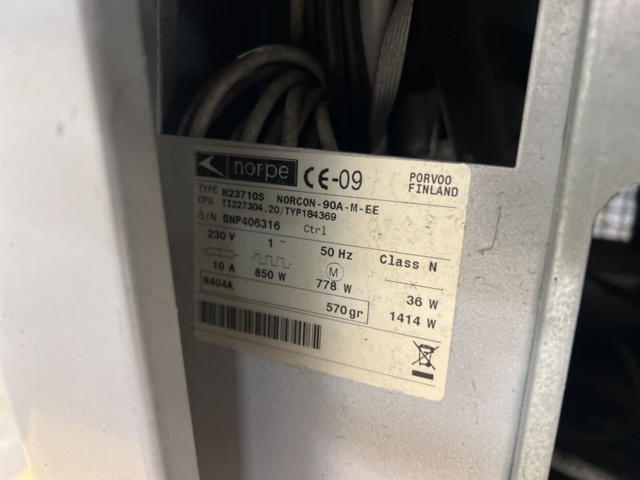 norpe CE-09 PORVOO
FINLAND
TYPE H23710S NORCON-90A-M-EE
CPG TI227304.20/TYP184369
S/N SNP406316 Ctrl
230 V 1~ 50 Hz Class N
M
10 A 850 W 778 W 36 W
R404A 570gr 1414 W